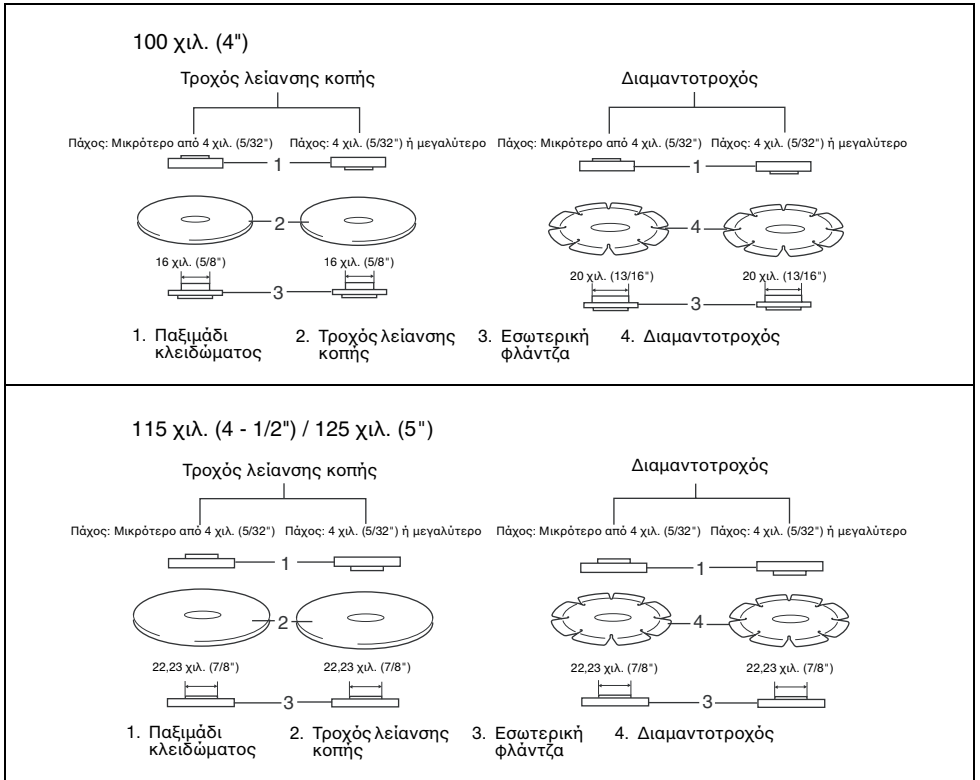 100 χιλ. (4")
Τροχός λείανσης κοπής
Διαμαντοτροχός
Πάχος: Μικρότερο από 4 χιλ. (5/32") Πάχος: 4 χιλ. (5/32") ή μεγαλύτερο
Πάχος: Μικρότερο από 4 χιλ. (5/32") Πάχος: 4 χιλ. (5/32") ή μεγαλύτερο
1
1
2
4
16 χιλ. (5/8")
16 χιλ. (5/8")
20 χιλ. (13/16")
20 χιλ. (13/16")
3
3
1. Παξιμάδι κλειδώματος
2. Τροχός λείανσης κοπής
3. Εσωτερική φλάντζα
4. Διαμαντοτροχός
115 χιλ. (4 - 1/2") / 125 χιλ. (5")
Τροχός λείανσης κοπής
Διαμαντοτροχός
Πάχος: Μικρότερο από 4 χιλ. (5/32") Πάχος: 4 χιλ. (5/32") ή μεγαλύτερο
Πάχος: Μικρότερο από 4 χιλ. (5/32") Πάχος: 4 χιλ. (5/32") ή μεγαλύτερο
1
1
2
4
22,23 χιλ. (7/8")
22,23 χιλ. (7/8")
22,23 χιλ. (7/8")
22,23 χιλ. (7/8")
3
3
1. Παξιμάδι κλειδώματος
2. Τροχός λείανσης κοπής
3. Εσωτερική φλάντζα
4. Διαμαντοτροχός